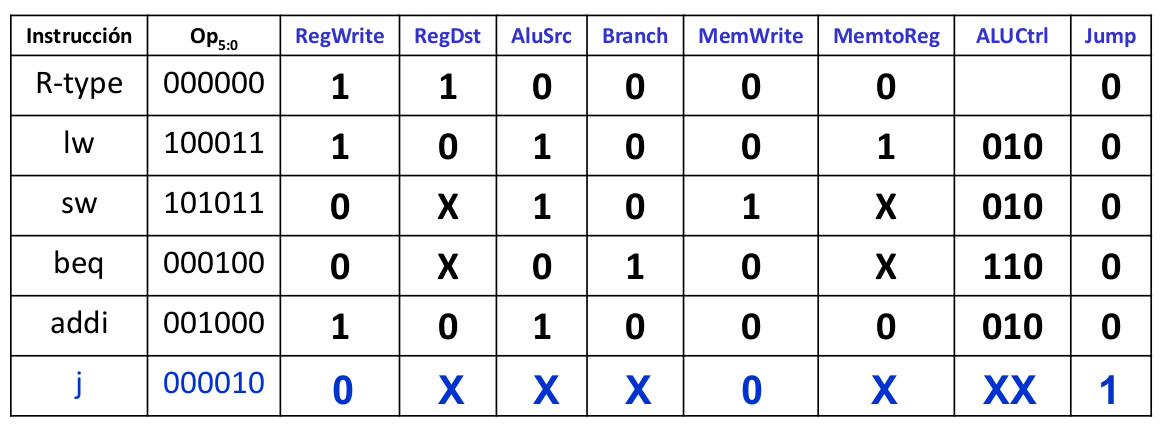 Instrucción Op5:0 RegWrite RegDst AluSrc Branch MemWrite MemtoReg ALUCtrl Jump
R-type 000000 1 1 0 0 0 0 0
lw 100011 1 0 1 0 0 1 010 0
sw 101011 0 X 1 0 1 X 010 0
beq 000100 0 X 0 1 0 X 110 0
addi 001000 1 0 1 0 0 0 010 0
j 000010 0 X X X 0 X XX 1